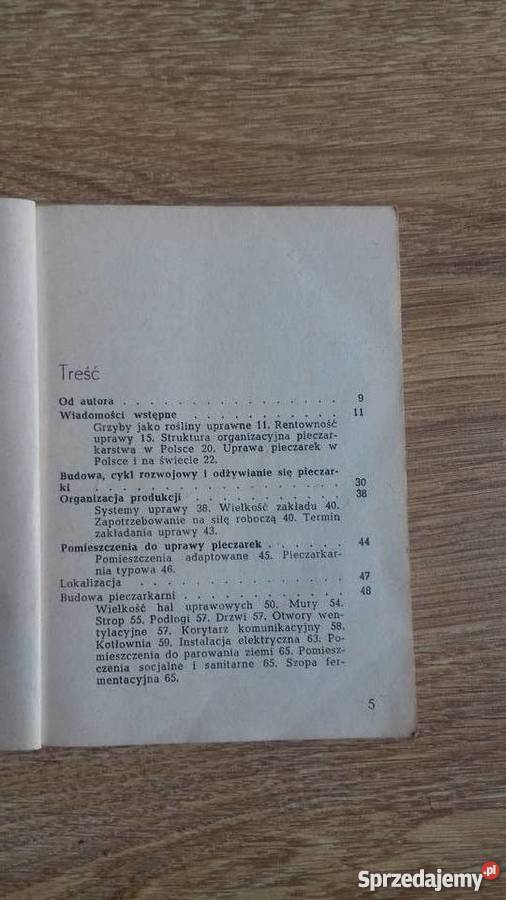 Treść
Od autora . . . . . . . . . . . . . 9
Wiadomości wstępne . . . . . . . . . . 11
Grzyby jako rośliny uprawne 11. Rentowność
uprawy 15. Struktura organizacyjna pieczar-
karstwa w Polsce 20. Uprawa pieczarek w
Polsce i na świecie 22.
Budowa, cykl rozwojowy i odżywianie się pieczar-
ki . . . . . . . . . . . . . . . 30
Organizacja produkcji . . . . . . . . . . 38
Systemy uprawy 38. Wielkość zakładu 40.
Zapotrzebowanie na siłę roboczą 40. Termin
zakładania uprawy 43.
Pomieszczenia do uprawy pieczarek . . . . . 44
Pomieszczenia adaptowane 45. Pieczarkar-
nia typowa 46.
Lokalizacja . . . . . . . . . . . . 47
Budowa pieczarkarni . . . . . . . . . . 48
Wielkość hal uprawowych 50. Mury 54.
Strop 55. Podłogi 57. Drzwi 57. Otwory wen-
tylacyjne 57. Korytarz komunikacyjny 58.
Kotłownia 59. Instalacja elektryczna 63. Po-
mieszczenia do parowania ziemi 65. Pomiesz-
czenia socjalne i sanitarne 65. Szopa fer-
mentacyjna 65.
5
Sprzedajemy.pl